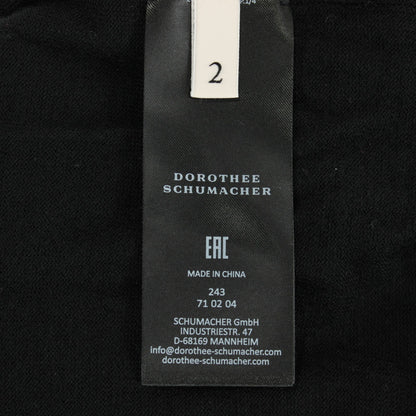 2
DOROTHEE
SCHUMACHER
EAC
MADE IN CHINA
243
71 02 04
SCHUMACHER GmbH
INDUSTRIESTR. 47
D-68169 MANNHEIM
info@dorothee-schumacher.com
dorothee-schumacher.com